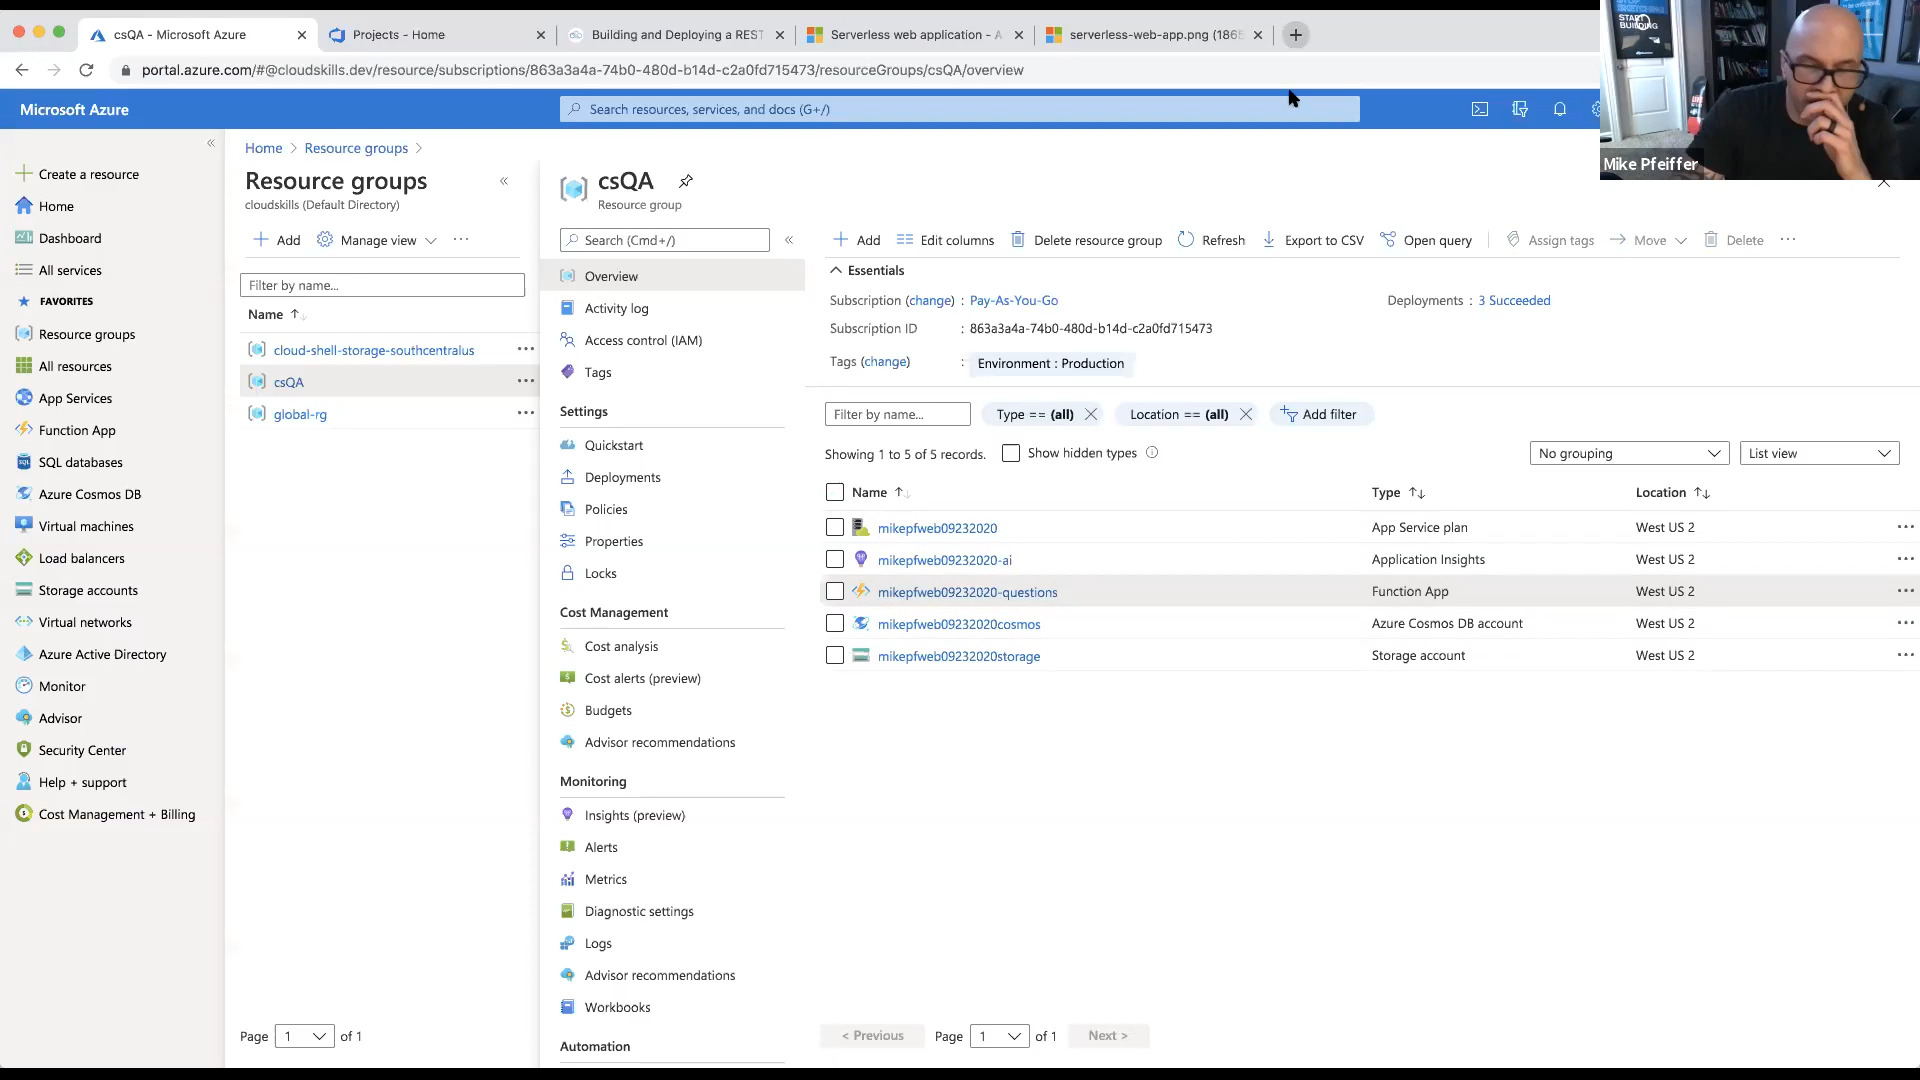 csQA - Microsoft Azure
Projects - Home
Building and Deploying a REST
Serverless web application - A
serverless-web-app.png (1865
portal.azure.com/#@cloudskills.dev/resource/subscriptions/863a3a4a-74b0-480d-b14d-c2a0fd715473/resourceGroups/csQA/overview
START
BUILDING
Mike Pfeiffer
Microsoft Azure
Search resources, services, and docs (G+/)
Create a resource
Home
Dashboard
All services
FAVORITES
Resource groups
All resources
App Services
Function App
SQL databases
Azure Cosmos DB
Virtual machines
Load balancers
Storage accounts
Virtual networks
Azure Active Directory
Monitor
Advisor
Security Center
Help + support
Cost Management + Billing
Home > Resource groups >
Resource groups
cloudskills (Default Directory)
Add
Manage view
Filter by name...
Name
cloud-shell-storage-southcentralus
csQA
global-rg
Page 1 of 1
csQA
Resource group
Search (Cmd+/)
Overview
Activity log
Access control (IAM)
Tags
Settings
Quickstart
Deployments
Policies
Properties
Locks
Cost Management
Cost analysis
Cost alerts (preview)
Budgets
Advisor recommendations
Monitoring
Insights (preview)
Alerts
Metrics
Diagnostic settings
Logs
Advisor recommendations
Workbooks
Automation
Add
Edit columns
Delete resource group
Refresh
Export to CSV
Open query
Assign tags
Move
Delete
Essentials
Subscription (change) : Pay-As-You-Go
Deployments : 3 Succeeded
Subscription ID : 863a3a4a-74b0-480d-b14d-c2a0fd715473
Tags (change) : Environment : Production
Filter by name...
Type == (all)
Location == (all)
Add filter
Showing 1 to 5 of 5 records.
Show hidden types
No grouping
List view
Name Type Location
mikepfweb09232020 App Service plan West US 2
mikepfweb09232020-ai Application Insights West US 2
mikepfweb09232020-questions Function App West US 2
mikepfweb09232020cosmos Azure Cosmos DB account West US 2
mikepfweb09232020storage Storage account West US 2
< Previous
Page 1 of 1
Next >